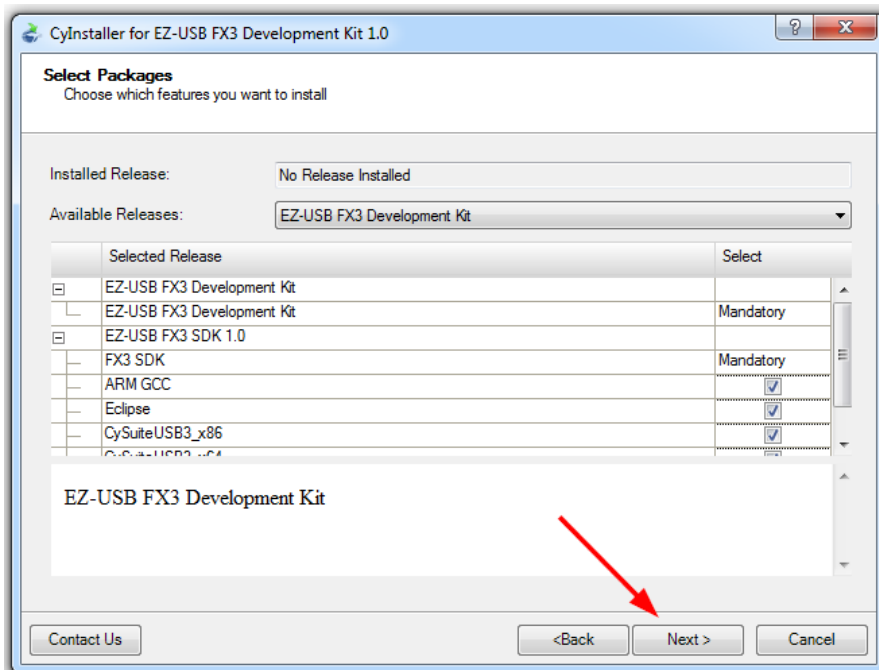 CyInstaller for EZ-USB FX3 Development Kit 1.0
Select Packages
Choose which features you want to install
Installed Release: No Release Installed
Available Releases: EZ-USB FX3 Development Kit
Selected Release Select
EZ-USB FX3 Development Kit
EZ-USB FX3 Development Kit Mandatory
EZ-USB FX3 SDK 1.0
FX3 SDK Mandatory
ARM GCC
Eclipse
CySuiteUSB3_x86
CySuiteUSB3_x64
EZ-USB FX3 Development Kit
Contact Us <Back Next > Cancel